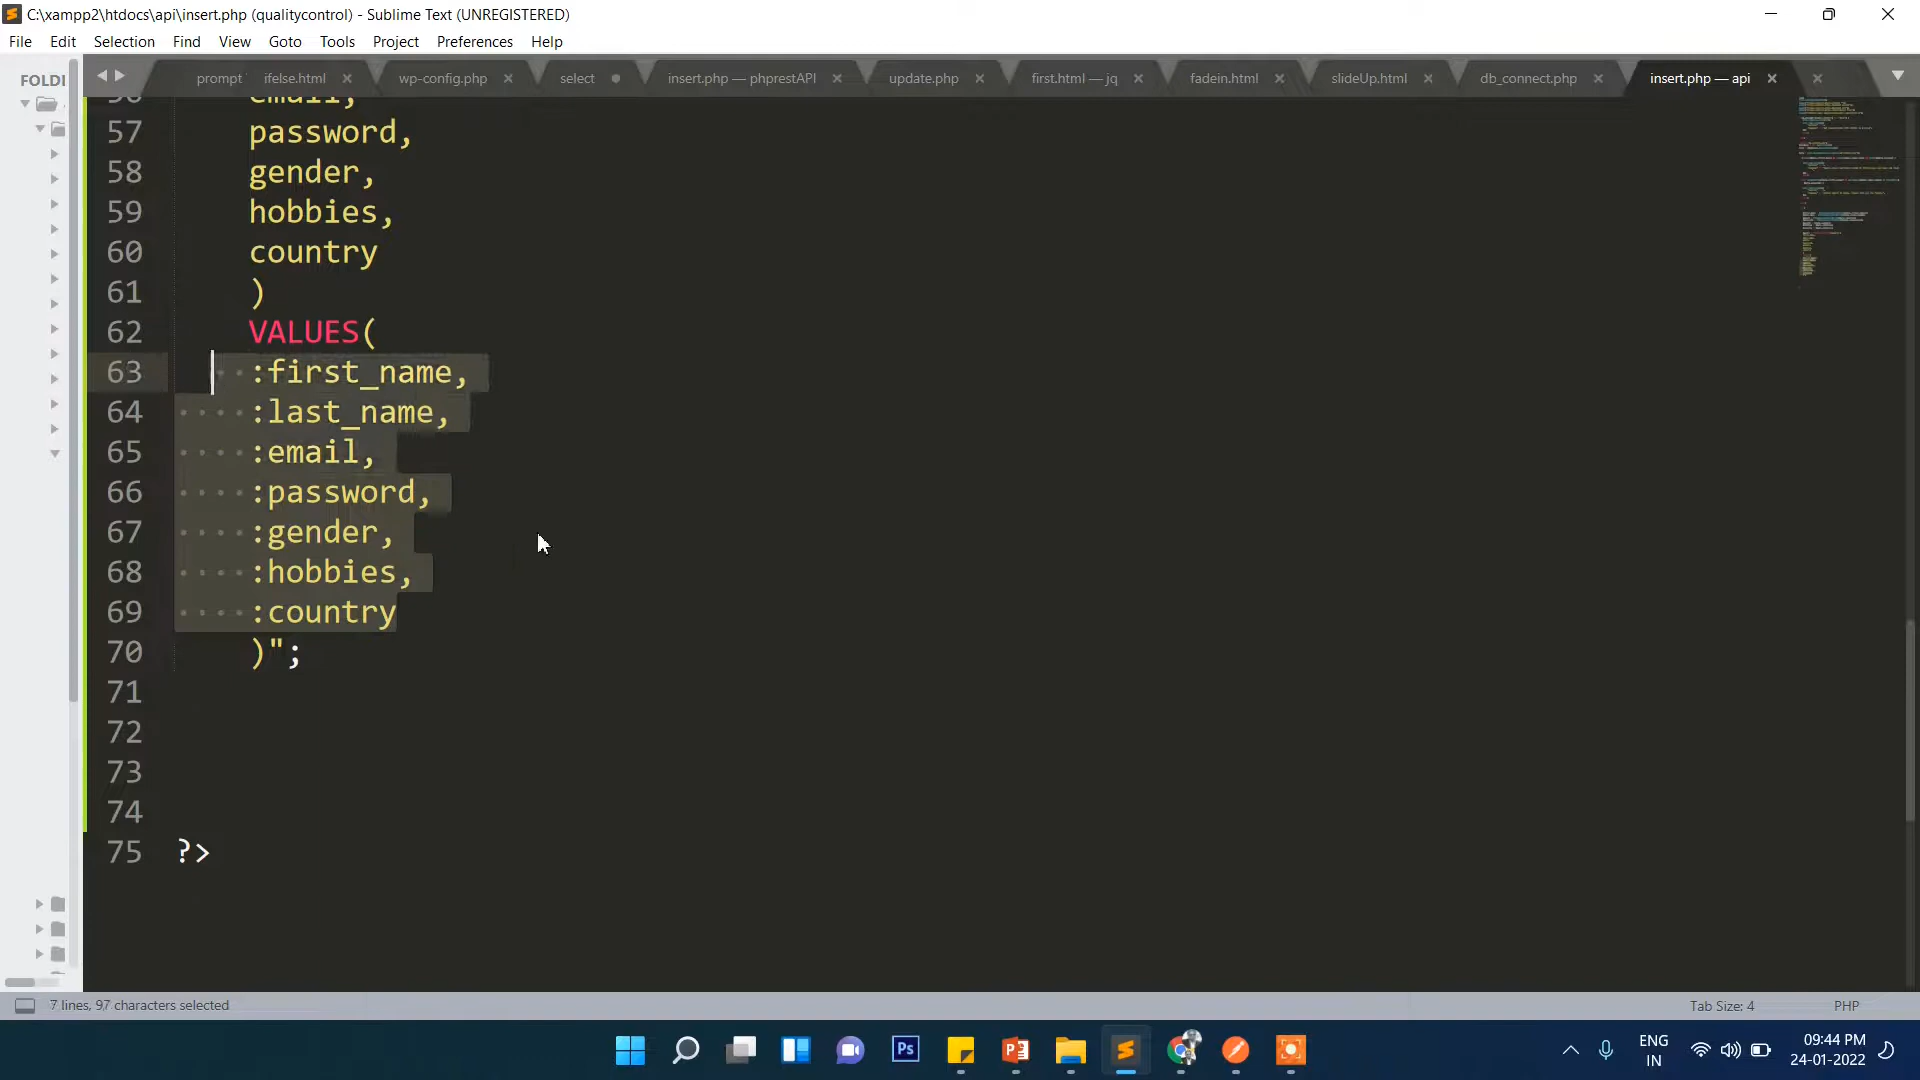 C:\xampp2\htdocs\api\insert.php (qualitycontrol) - Sublime Text (UNREGISTERED)
File Edit Selection Find View Goto Tools Project Preferences Help
FOLDI
prompt ifelse.html wp-config.php select insert.php — phprestAPI update.php first.html — jq fadein.html slideUp.html db_connect.php insert.php — api
56 email,
57 password,
58 gender,
59 hobbies,
60 country
61 )
62 VALUES(
63 :first_name,
64 :last_name,
65 :email,
66 :password,
67 :gender,
68 :hobbies,
69 :country
70 )";
71
72
73
74
75 ?>
7 lines, 97 characters selected
Tab Size: 4 PHP
Ps
ENG
IN
09:44 PM
24-01-2022